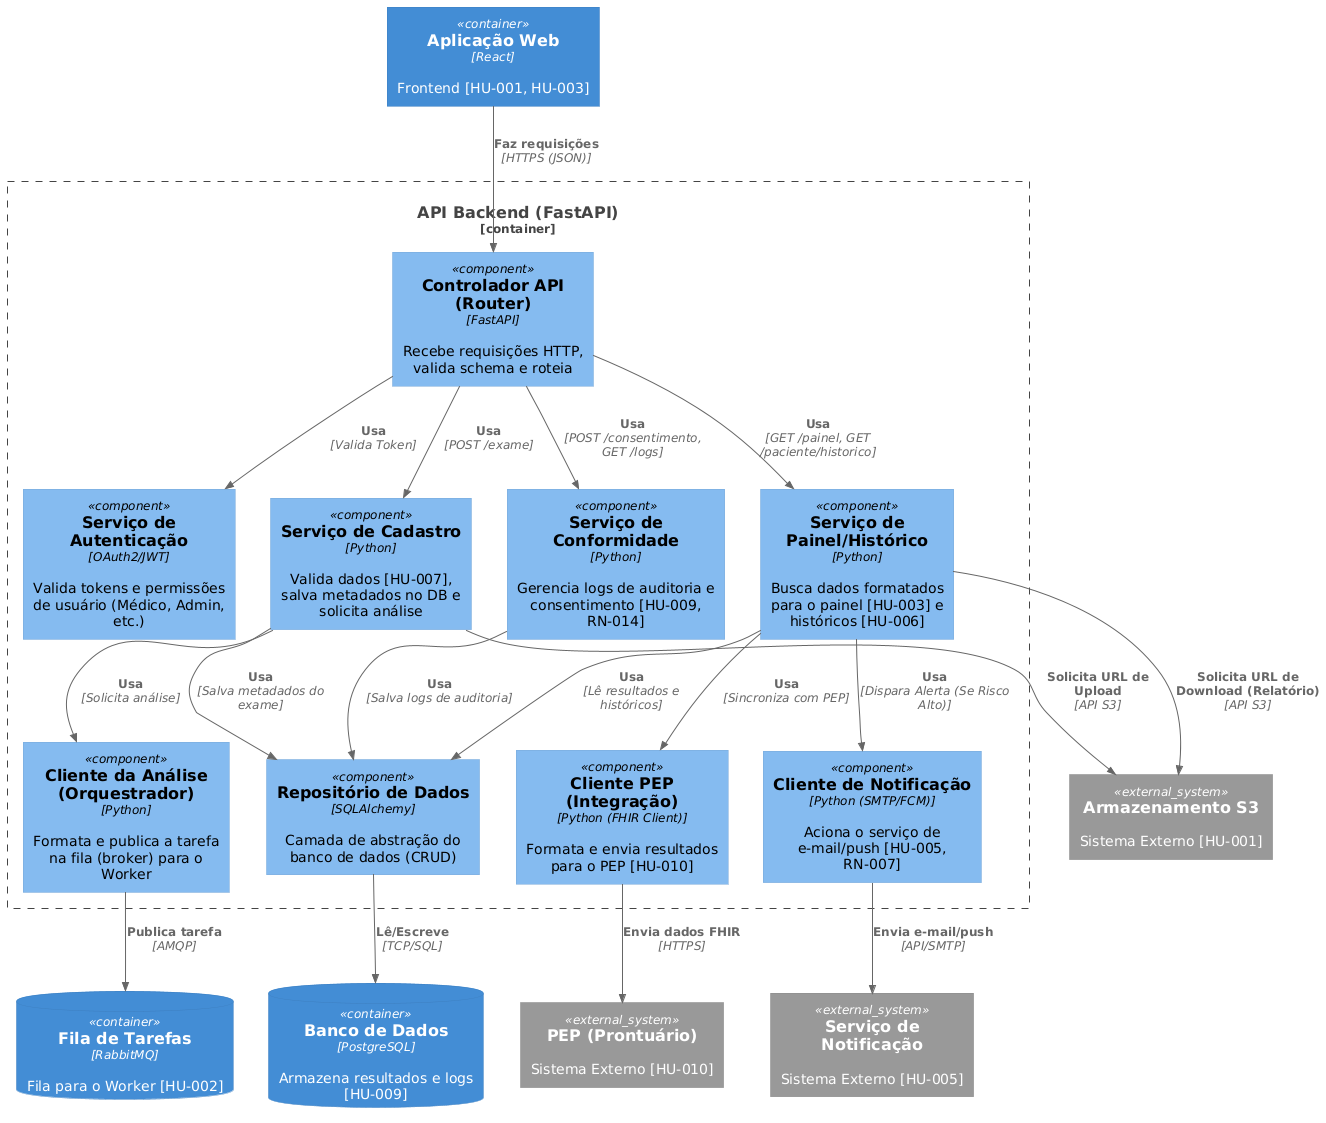 «container»
Aplicação Web
[React]
Frontend [HU-001, HU-003]
Faz requisições
[HTTPS (JSON)]
API Backend (FastAPI)
[container]
«component»
Controlador API
(Router)
[FastAPI]
Recebe requisições HTTP,
valida schema e roteia
Usa
[Valida Token]
Usa
[POST /exame]
Usa
[POST /consentimento,
GET /logs]
Usa
[GET /painel, GET
/paciente/historico]
«component»
Serviço de
Autenticação
[OAuth2/JWT]
Valida tokens e permissões
de usuário (Médico, Admin,
etc.)
«component»
Serviço de Cadastro
[Python]
Valida dados [HU-007],
salva metadados no DB e
solicita análise
«component»
Serviço de
Conformidade
[Python]
Gerencia logs de auditoria e
consentimento [HU-009,
RN-014]
«component»
Serviço de
Painel/Histórico
[Python]
Busca dados formatados
para o painel [HU-003] e
históricos [HU-006]
Usa
[Solicita análise]
Usa
[Salva metadados do
exame]
Usa
[Salva logs de auditoria]
Usa
[Lê resultados e
históricos]
Usa
[Sincroniza com PEP]
Usa
[Dispara Alerta (Se Risco
Alto)]
Solicita URL de
Upload
[API S3]
Solicita URL de
Download (Relatório)
[API S3]
«component»
Cliente da Análise
(Orquestrador)
[Python]
Formata e publica a tarefa
na fila (broker) para o
Worker
«component»
Repositório de Dados
[SQLAlchemy]
Camada de abstração do
banco de dados (CRUD)
«component»
Cliente PEP
(Integração)
[Python (FHIR Client)]
Formata e envia resultados
para o PEP [HU-010]
«component»
Cliente de Notificação
[Python (SMTP/FCM)]
Aciona o serviço de
e-mail/push [HU-005,
RN-007]
«external_system»
Armazenamento S3
Sistema Externo [HU-001]
Publica tarefa
[AMQP]
Lê/Escreve
[TCP/SQL]
Envia dados FHIR
[HTTPS]
Envia e-mail/push
[API/SMTP]
«container»
Fila de Tarefas
[RabbitMQ]
Fila para o Worker [HU-002]
«container»
Banco de Dados
[PostgreSQL]
Armazena resultados e logs
[HU-009]
«external_system»
PEP (Prontuário)
Sistema Externo [HU-010]
«external_system»
Serviço de
Notificação
Sistema Externo [HU-005]